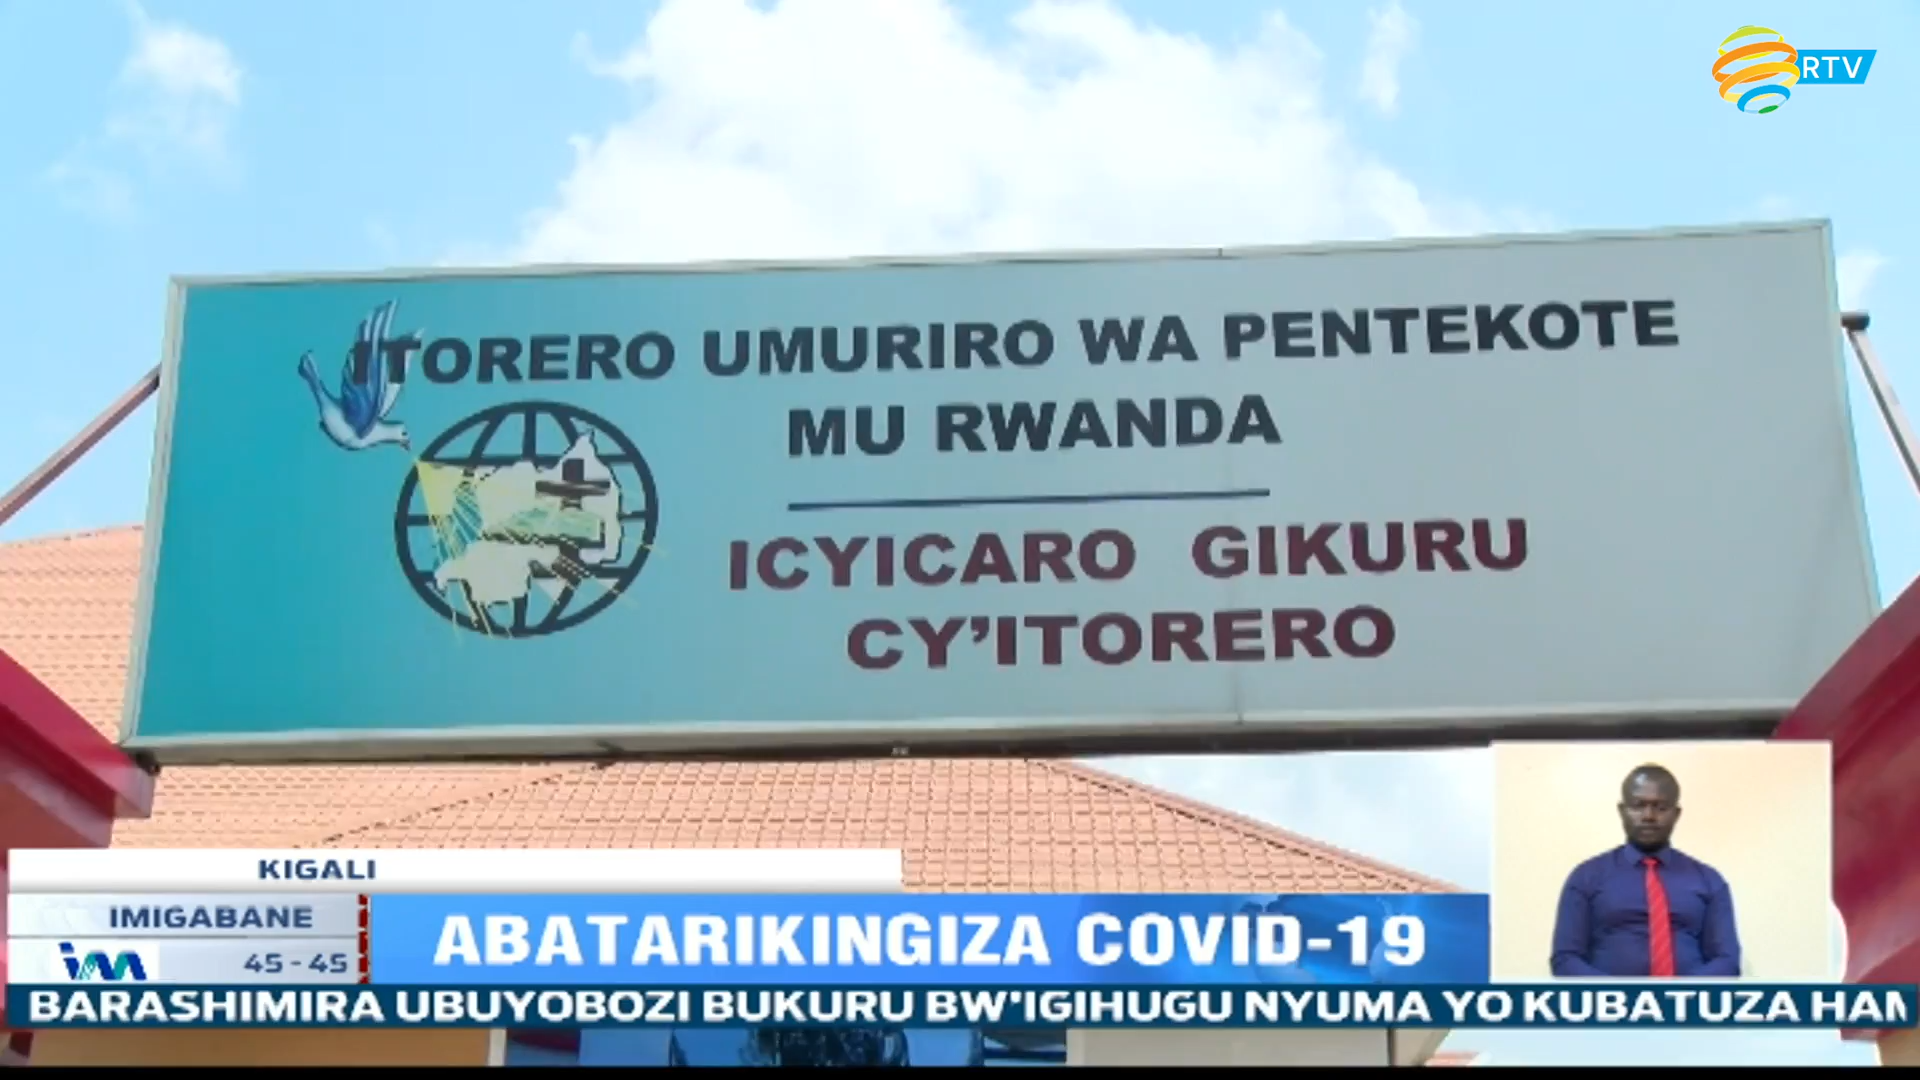 RTV
ITORERO UMURIRO WA PENTEKOTE
MU RWANDA
ICYICARO GIKURU
CY'ITORERO
KIGALI
IMIGABANE
45 - 45
ABATARIKINGIZA COVID-19
BARASHIMIRA UBUYOBOZI BUKURU BW'IGIHUGU NYUMA YO KUBATUZA